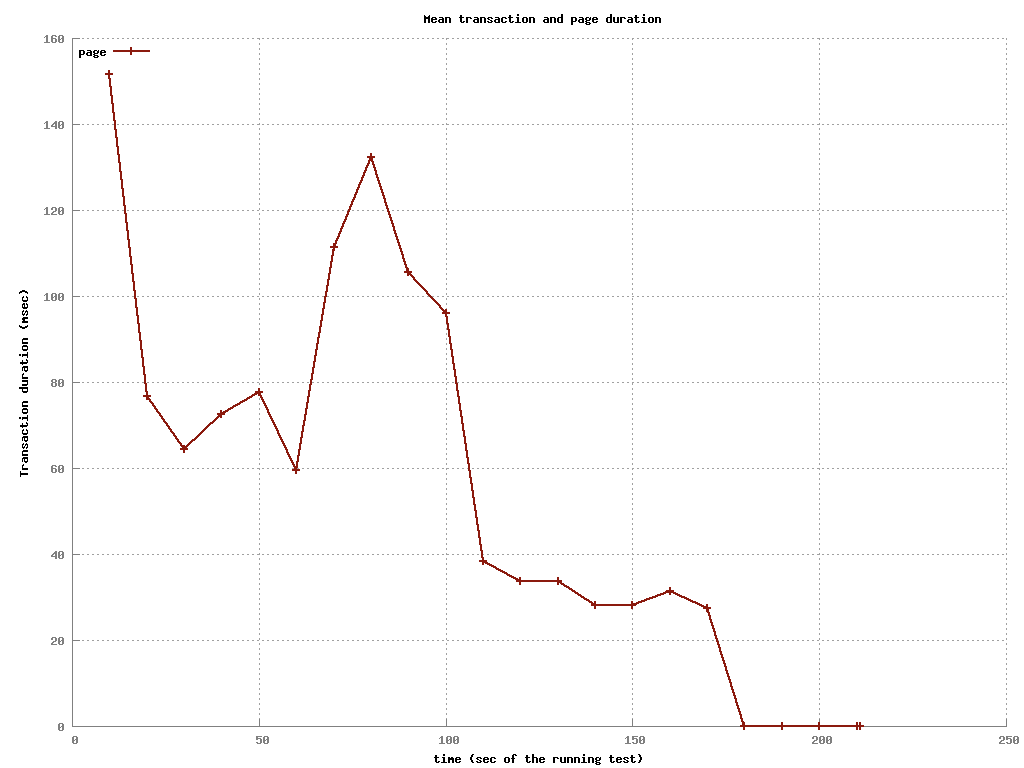 Mean transaction and page duration
160
page
140
120
100
80
60
40
20
0
Transaction duration (msec)
0 50 100 150 200 250
time (sec of the running test)